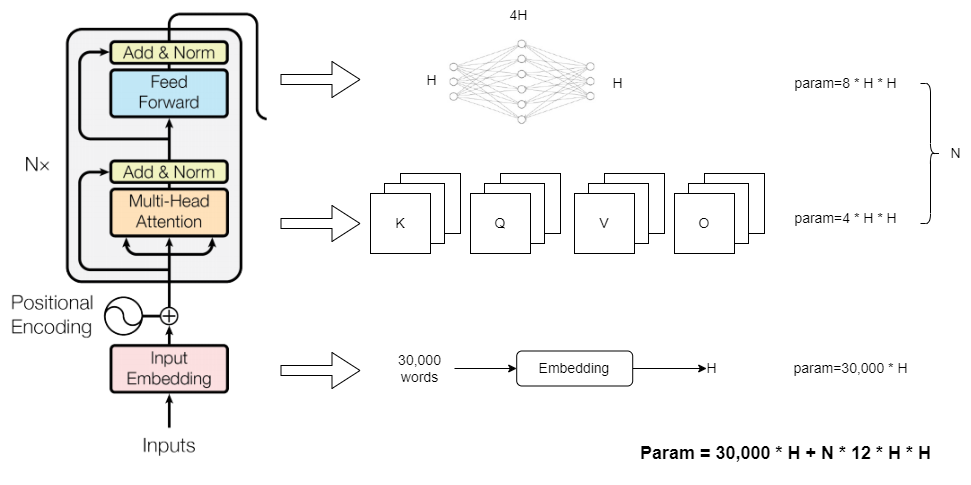 4H
Add & Norm
Feed
Forward
H
H
param=8 * H * H
N×
N
Add & Norm
Multi-Head
Attention
K
Q
V
O
param=4 * H * H
Positional
Encoding
Input
Embedding
30,000
words
Embedding
H
param=30,000 * H
Inputs
Param = 30,000 * H + N * 12 * H * H